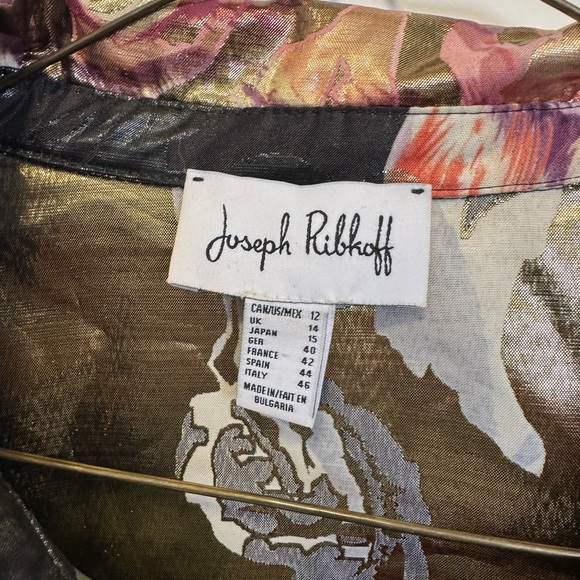 Joseph Ribkoff
CAN/US/MEX 12
UK 14
JAPAN 15
GER 40
FRANCE 42
SPAIN 44
ITALY 46
MADE IN/FAIT EN
BULGARIA